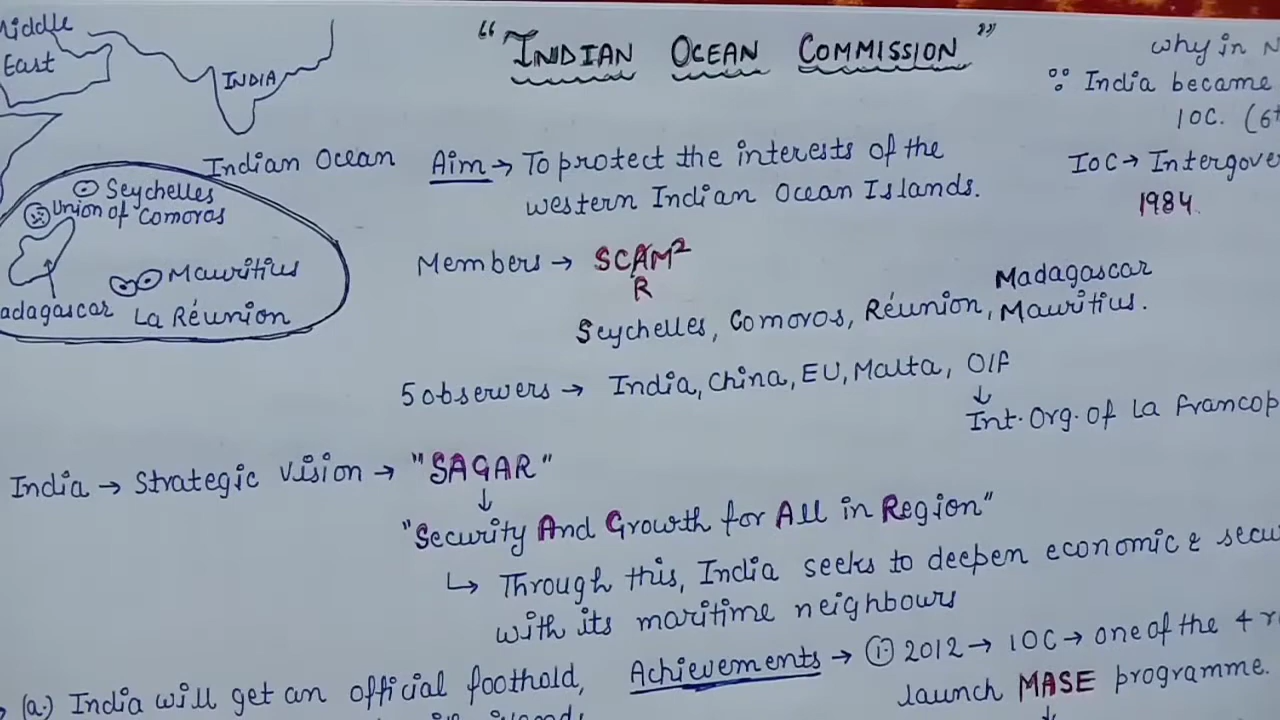 Middle
East
INDIA
Indian Ocean
Seychelles
Union of Comoros
Mauritius
adagascar
La Réunion
"INDIAN OCEAN COMMISSION"
why in N
∵ India became
IOC. (6t
IOC → Intergover
1984.
Aim → To protect the interests of the
western Indian Ocean Islands.
Members → SCAM²
R
Seychelles, Comoros, Réunion, Madagascar
Mauritius.
5 observers → India, China, EU, Malta, OIF
↓
Int. Org. of La Francop
India → Strategic Vision → "SAGAR"
↓
"Security And Growth for All in Region"
↳ Through this, India seeks to deepen economic & secu
with its maritime neighbours
(a.) India will get an official foothold,
Achievements → (i.) 2012 → IOC → one of the 4 r
launch MASE programme.
↓